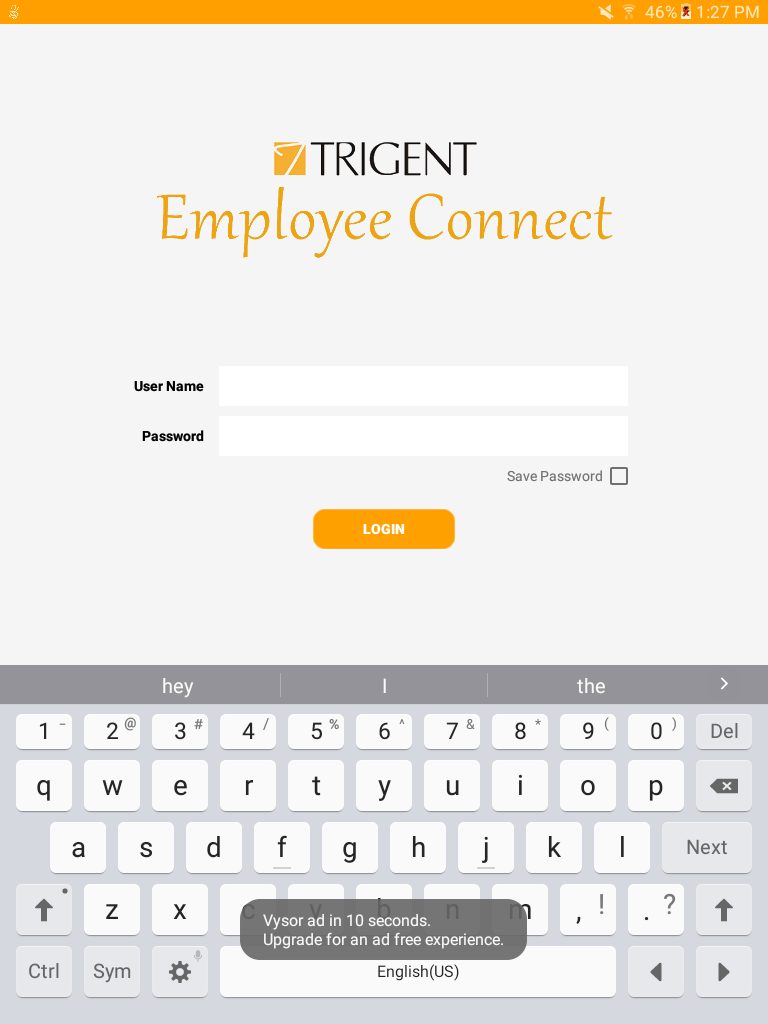 46% 1:27 PM
TRIGENT
Employee Connect
User Name
Password
Save Password
LOGIN
hey I the
1 - 2 @ 3 # 4 / 5 % 6 ^ 7 & 8 * 9 ( 0 ) Del
q w e r t y u i o p
a s d f g h j k l Next
z x c v b n m , ! . ?
Vysor ad in 10 seconds.
Upgrade for an ad free experience.
Ctrl Sym English(US)